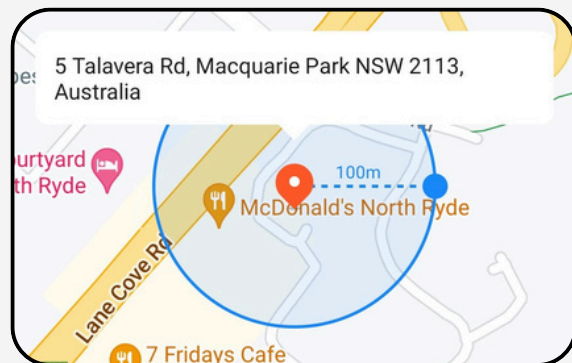 5 Talavera Rd, Macquarie Park NSW 2113,
Australia
100m
th Ryde
McDonald's North Ryde
Lane Cove Rd
7 Fridays Cafe